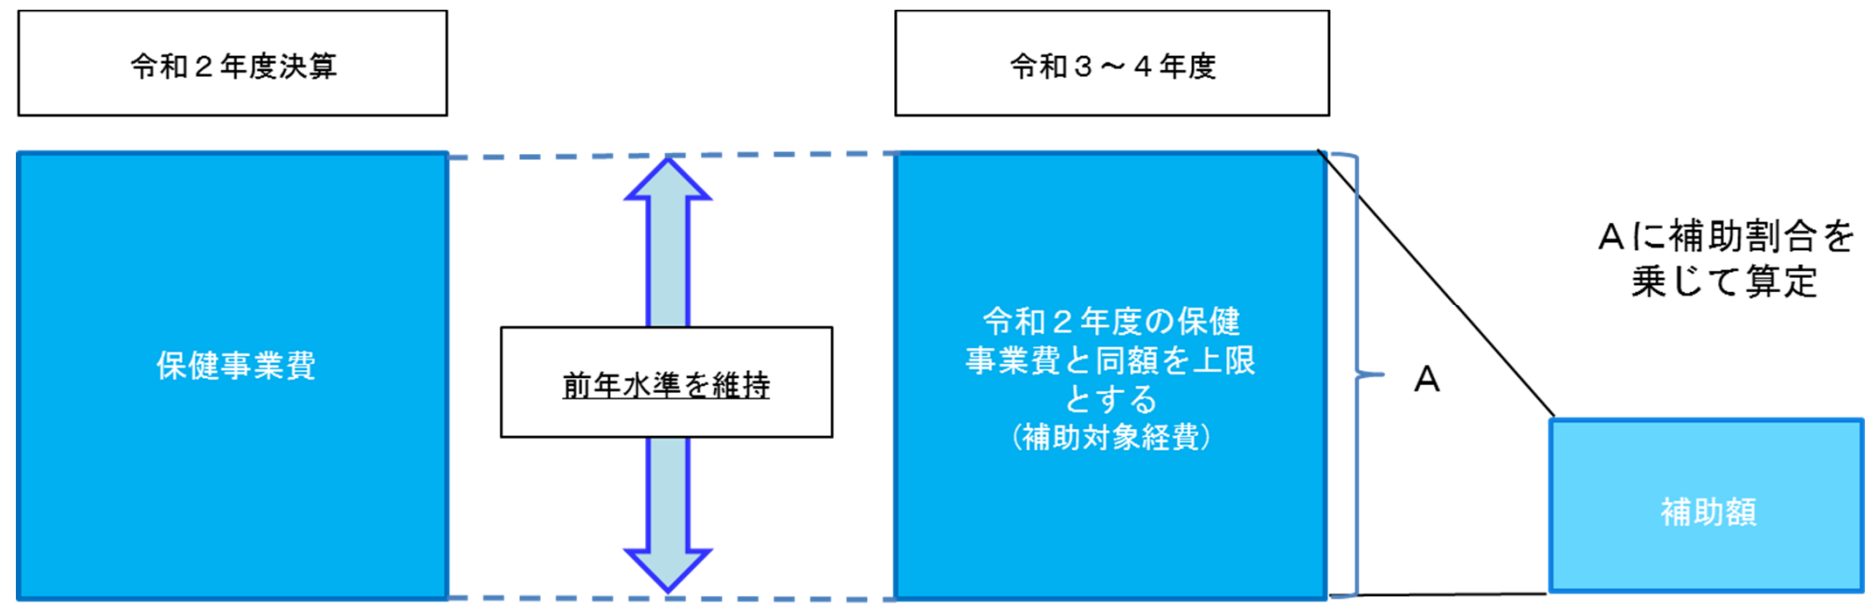 令和２年度決算
令和３～４年度
保健事業費
前年水準を維持
令和２年度の保健
事業費と同額を上限
とする
（補助対象経費）
Ａ
Ａに補助割合を
乗じて算定
補助額